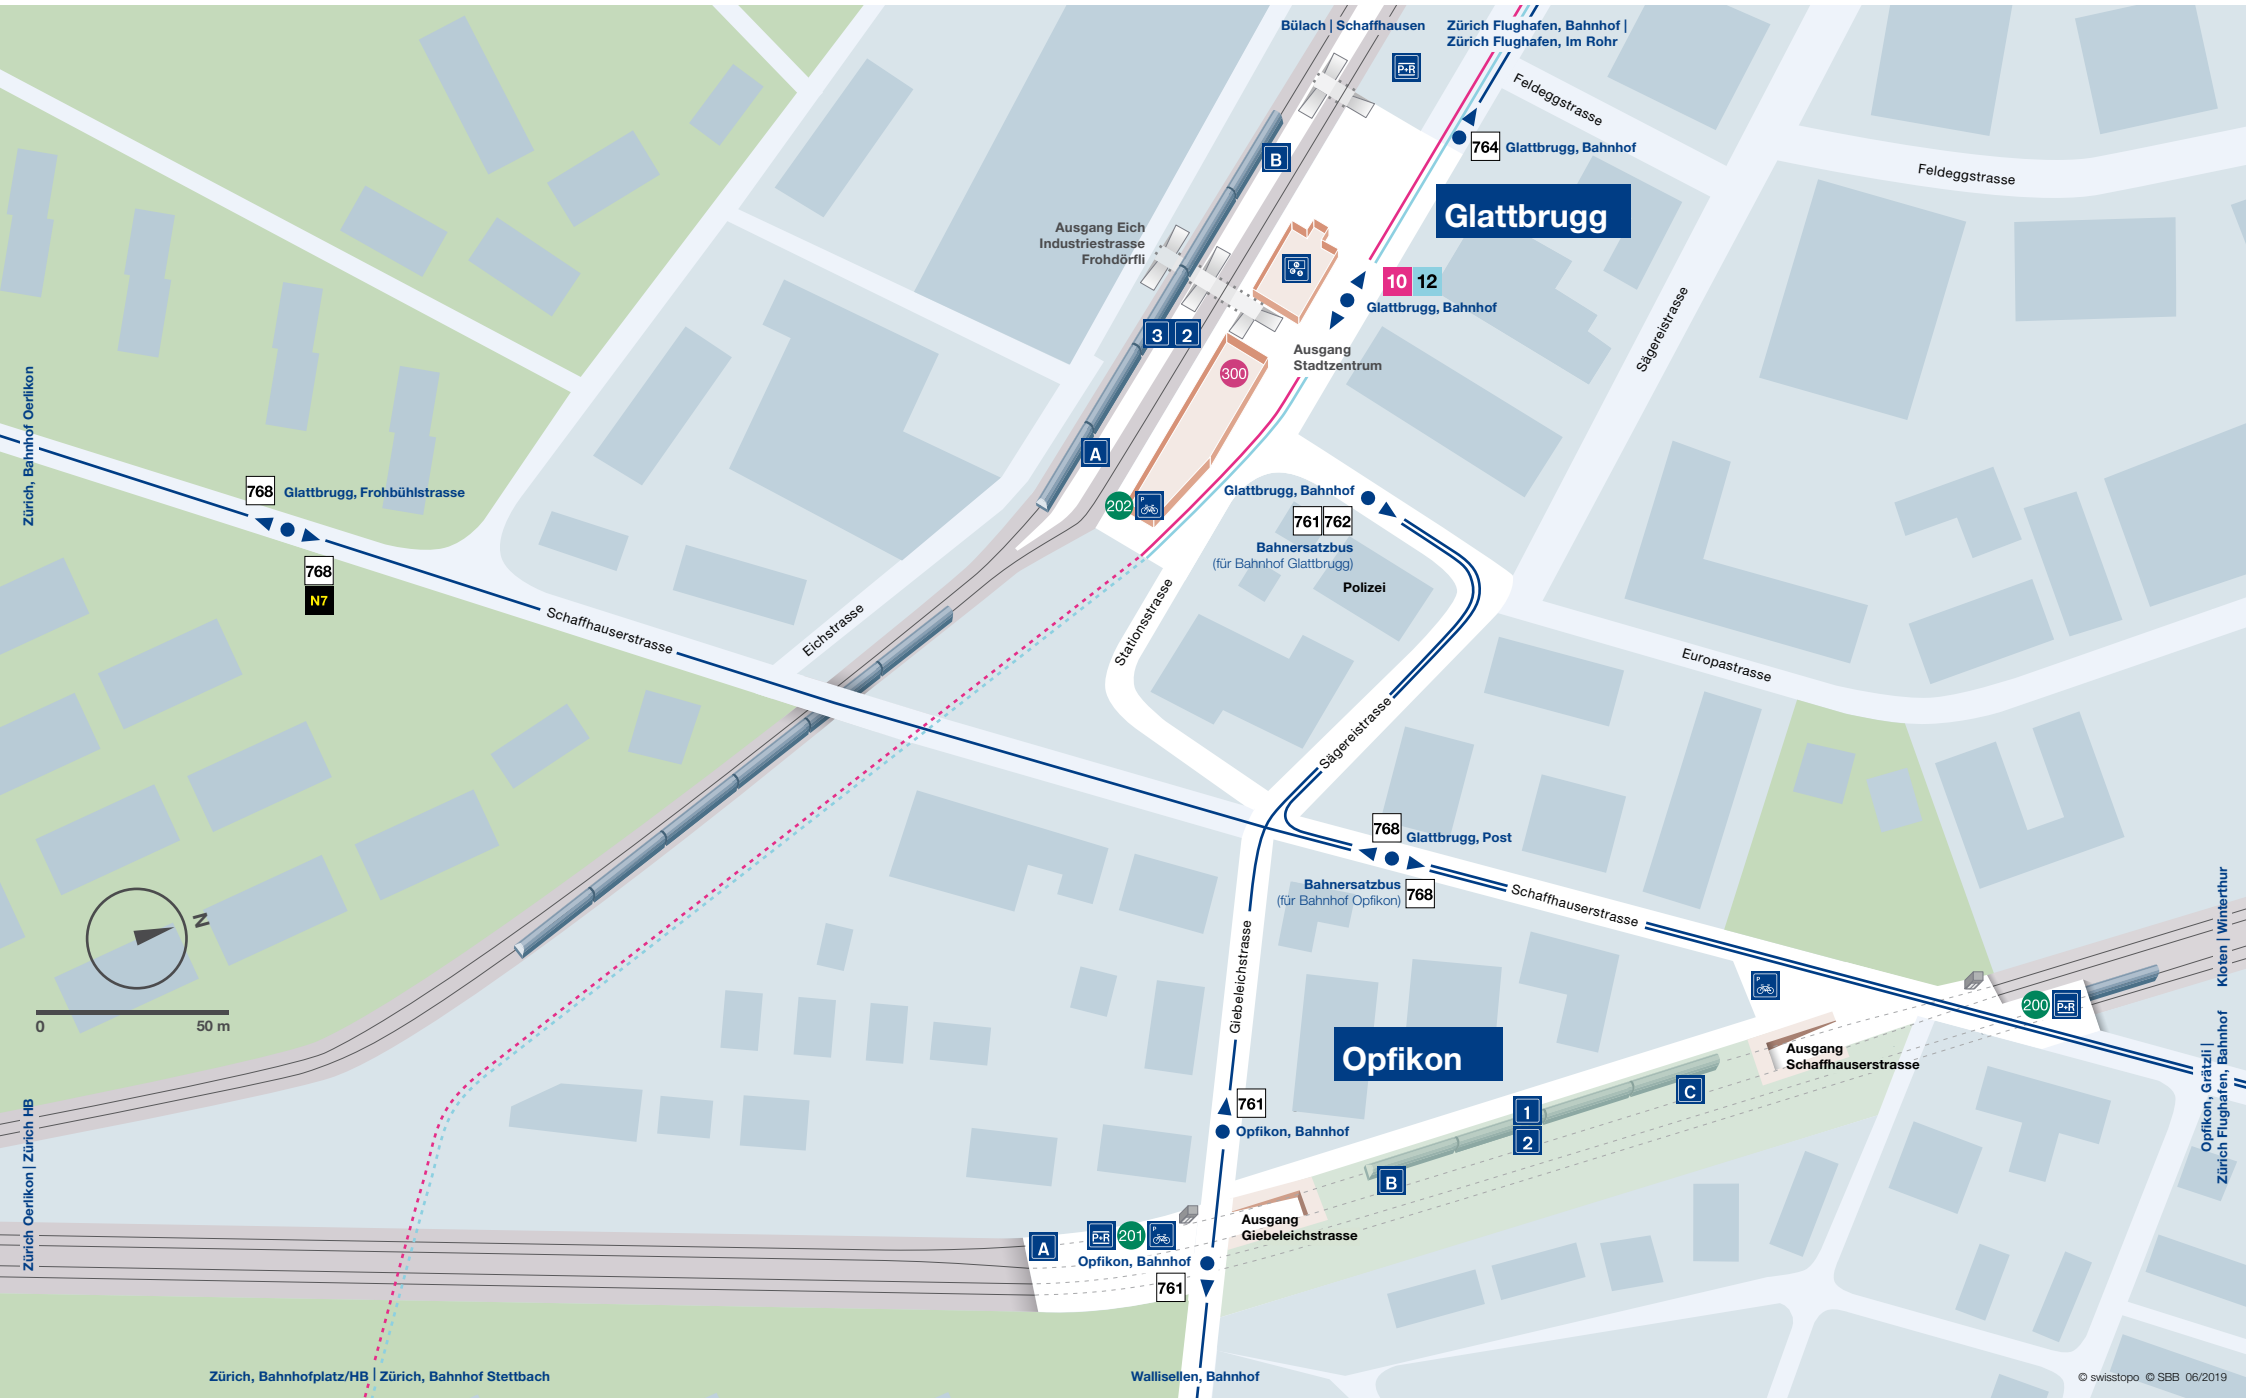 Bülach | Schaffhausen
Zürich Flughafen, Bahnhof |
Zürich Flughafen, Im Rohr
P+R
Feldeggstrasse
764 Glattbrugg, Bahnhof
B
Feldeggstrasse
Glattbrugg
Ausgang Eich
Industriestrasse
Frohdörfli
10 12
Glattbrugg, Bahnhof
3 2
Ausgang
Stadtzentrum
300
Sägereistrasse
Zürich, Bahnhof Oerlikon
A
768 Glattbrugg, Frohbühlstrasse
202 P
Glattbrugg, Bahnhof
761 762
Bahnersatzbus
(für Bahnhof Glattbrugg)
Polizei
768
N7
Schaffhauserstrasse
Eichstrasse
Stationsstrasse
Europastrasse
Sägereistrasse
768 Glattbrugg, Post
Bahnersatzbus
(für Bahnhof Opfikon) 768
Schaffhauserstrasse
Kloten | Winterthur
N
0 50 m
Giebeleichstrasse
P
200 P+R
Opfikon
Ausgang
Schaffhauserstrasse
C
1
2
761
Opfikon, Bahnhof
B
Opfikon, Grätzli |
Zürich Flughafen, Bahnhof
Zürich Oerlikon | Zürich HB
A
P+R 201 P
Ausgang
Giebeleichstrasse
Opfikon, Bahnhof
761
Zürich, Bahnhofplatz/HB | Zürich, Bahnhof Stettbach
Wallisellen, Bahnhof
© swisstopo © SBB 06/2019